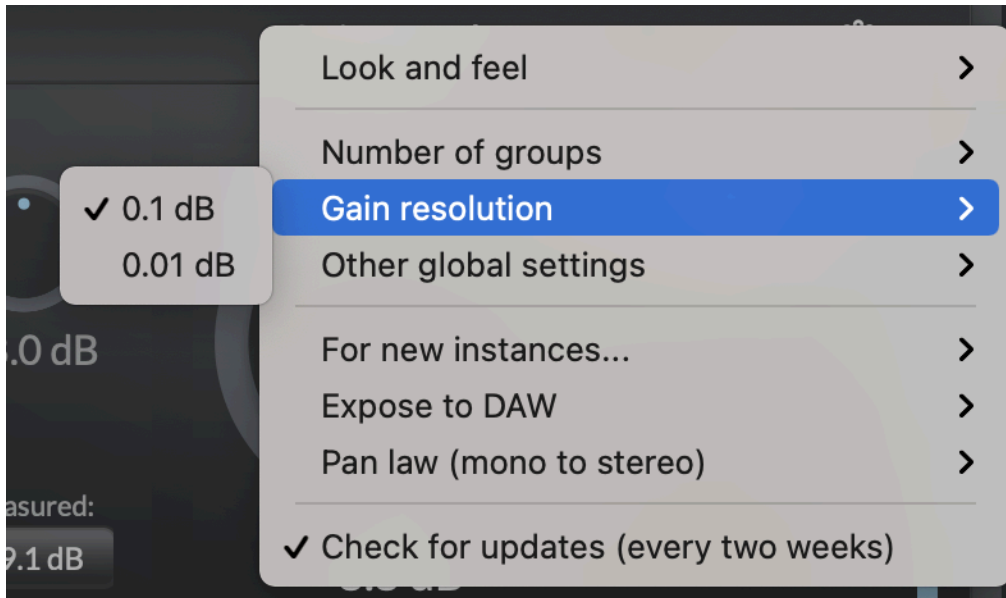 Look and feel
Number of groups
Gain resolution
Other global settings
For new instances...
Expose to DAW
Pan law (mono to stereo)
Check for updates (every two weeks)
0.1 dB
0.01 dB
.0 dB
asured:
9.1 dB